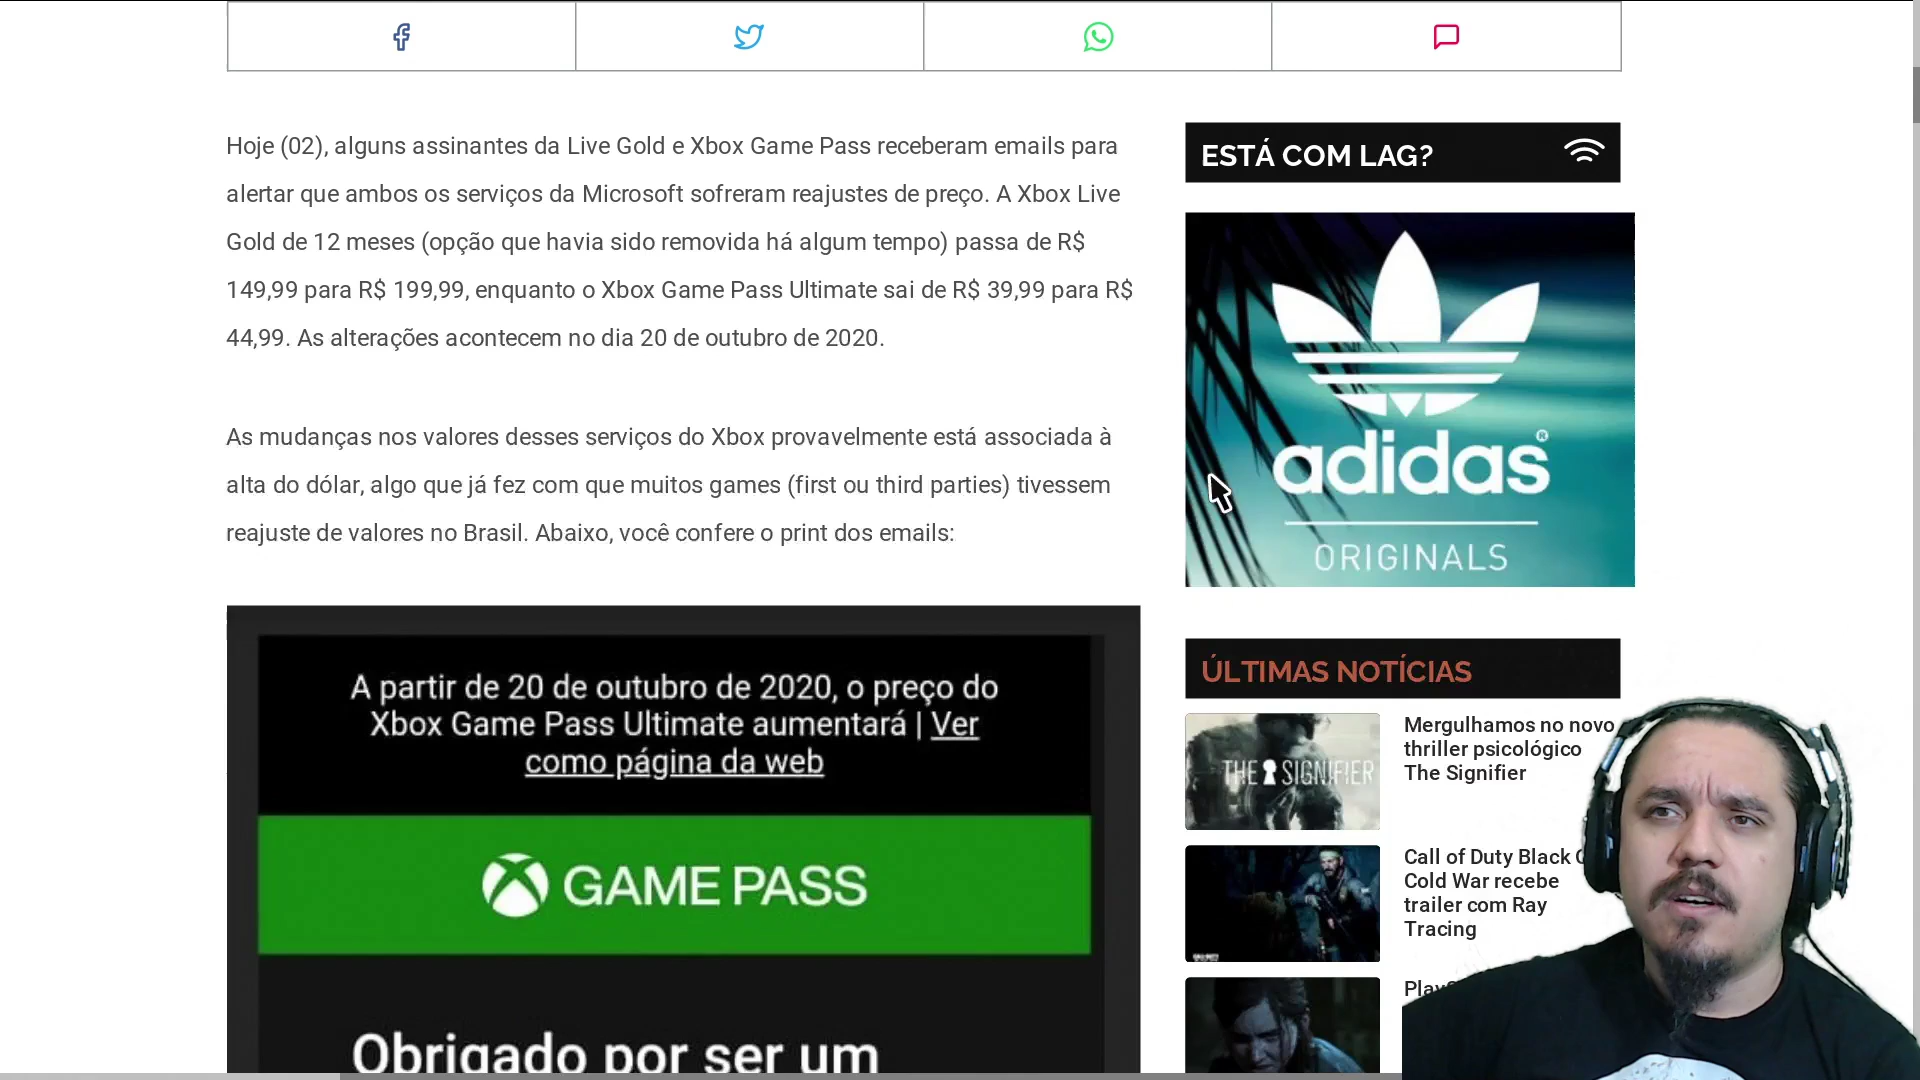 Hoje (02), alguns assinantes da Live Gold e Xbox Game Pass receberam emails para
alertar que ambos os serviços da Microsoft sofreram reajustes de preço. A Xbox Live
Gold de 12 meses (opção que havia sido removida há algum tempo) passa de R$
149,99 para R$ 199,99, enquanto o Xbox Game Pass Ultimate sai de R$ 39,99 para R$
44,99. As alterações acontecem no dia 20 de outubro de 2020.
As mudanças nos valores desses serviços do Xbox provavelmente está associada à
alta do dólar, algo que já fez com que muitos games (first ou third parties) tivessem
reajuste de valores no Brasil. Abaixo, você confere o print dos emails:
A partir de 20 de outubro de 2020, o preço do
Xbox Game Pass Ultimate aumentará | Ver
como página da web
GAME PASS
Obrigado por ser um
ESTÁ COM LAG?
adidas®
ORIGINALS
ÚLTIMAS NOTÍCIAS
THE SIGNIFIER
Mergulhamos no novo
thriller psicológico
The Signifier
Call of Duty Black
Cold War recebe
trailer com Ray
Tracing